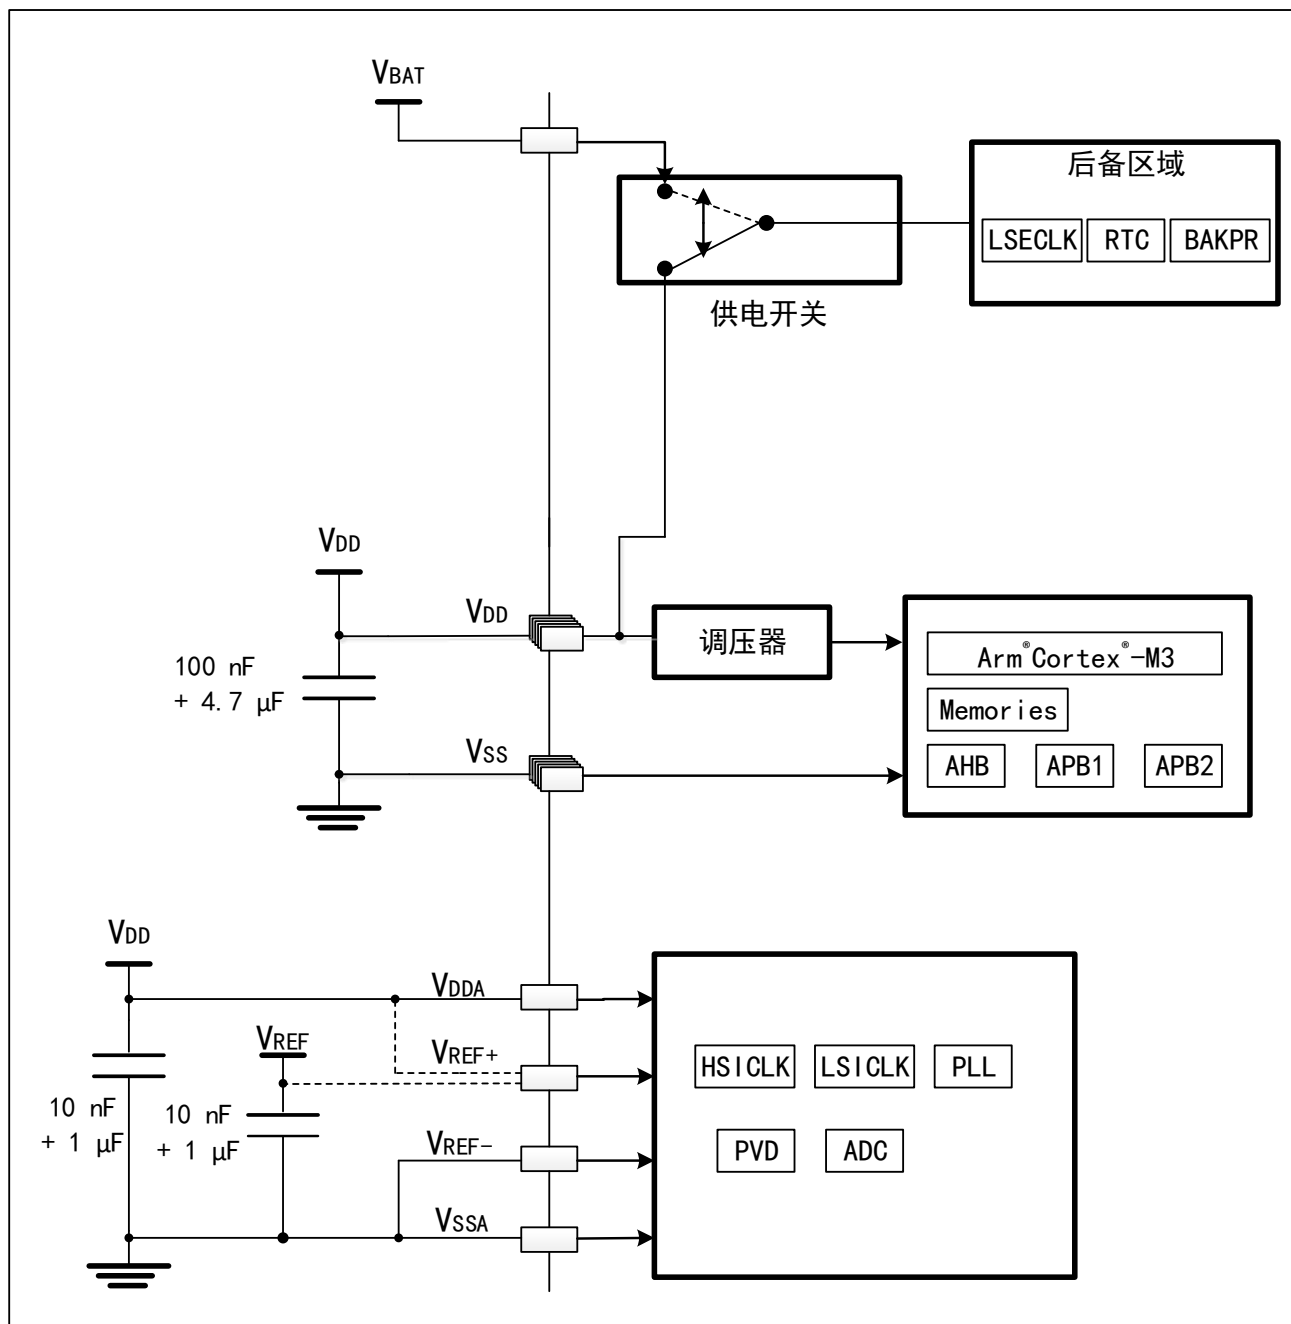 VBAT
后备区域
LSECLK RTC BAKPR
供电开关
VDD
VDD
调压器
Arm®Cortex®-M3
100 nF
+ 4.7 μF
Memories
VSS
AHB APB1 APB2
VDD
VDDA
VREF
VREF+
HSICLK LSICLK PLL
10 nF
+ 1 μF
10 nF
+ 1 μF
VREF-
PVD ADC
VSSA